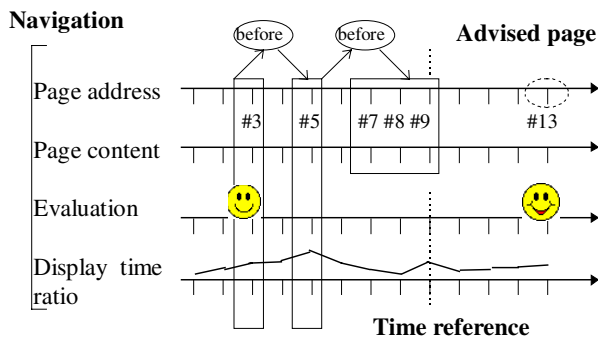 Navigation
before
before
Advised page
Page address
#3
#5
#7 #8 #9
#13
Page content
Evaluation
Display time
ratio
Time reference